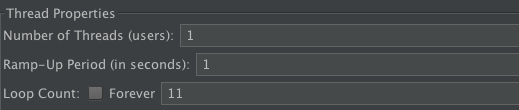 Thread Properties
Number of Threads (users): 1
Ramp-Up Period (in seconds): 1
Loop Count: Forever 11